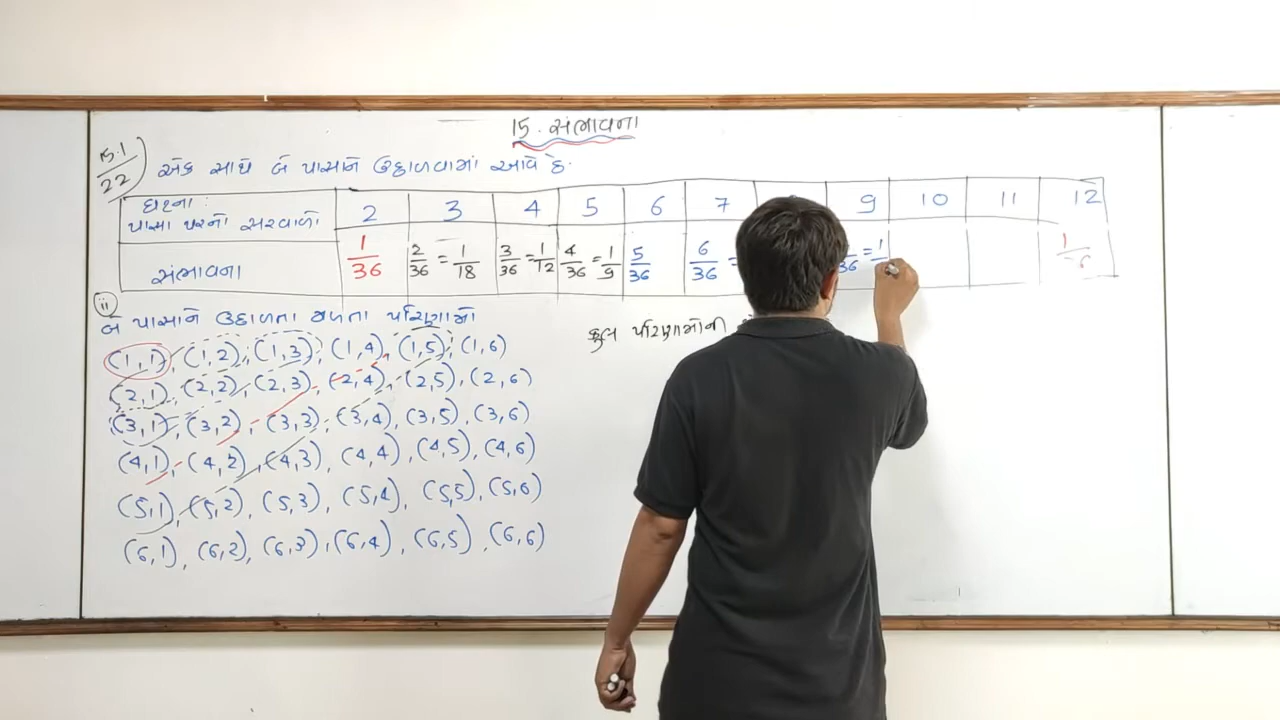 15. સંભાવના
15.1/22
એક સાથે બે પાસાને ઉછાળવામાં આવે છે.
ઘટના: પાસા પરનો સરવાળો 2 3 4 5 6 7 9 10 11 12
સંભાવના 1/36 2/36 = 1/18 3/36 = 1/12 4/36 = 1/9 5/36 6/36 = 36 = 1/ 1/
ii
બે પાસાને ઉછાળતા મળતા પરિણામો
કુલ પરિણામોની
(1,1), (1,2), (1,3), (1,4), (1,5), (1,6)
(2,1), (2,2), (2,3), (2,4), (2,5), (2,6)
(3,1), (3,2), (3,3), (3,4), (3,5), (3,6)
(4,1), (4,2), (4,3), (4,4), (4,5), (4,6)
(5,1), (5,2), (5,3), (5,4), (5,5), (5,6)
(6,1), (6,2), (6,3), (6,4), (6,5), (6,6)